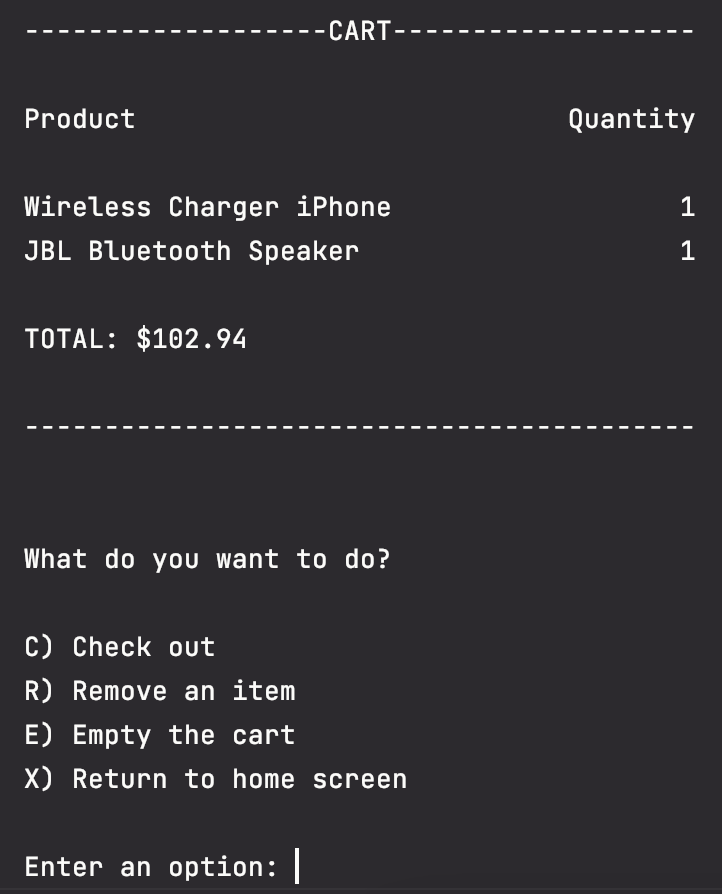 -------------------CART-------------------
Product Quantity
Wireless Charger iPhone 1
JBL Bluetooth Speaker 1
TOTAL: $102.94
------------------------------------------
What do you want to do?
C) Check out
R) Remove an item
E) Empty the cart
X) Return to home screen
Enter an option: